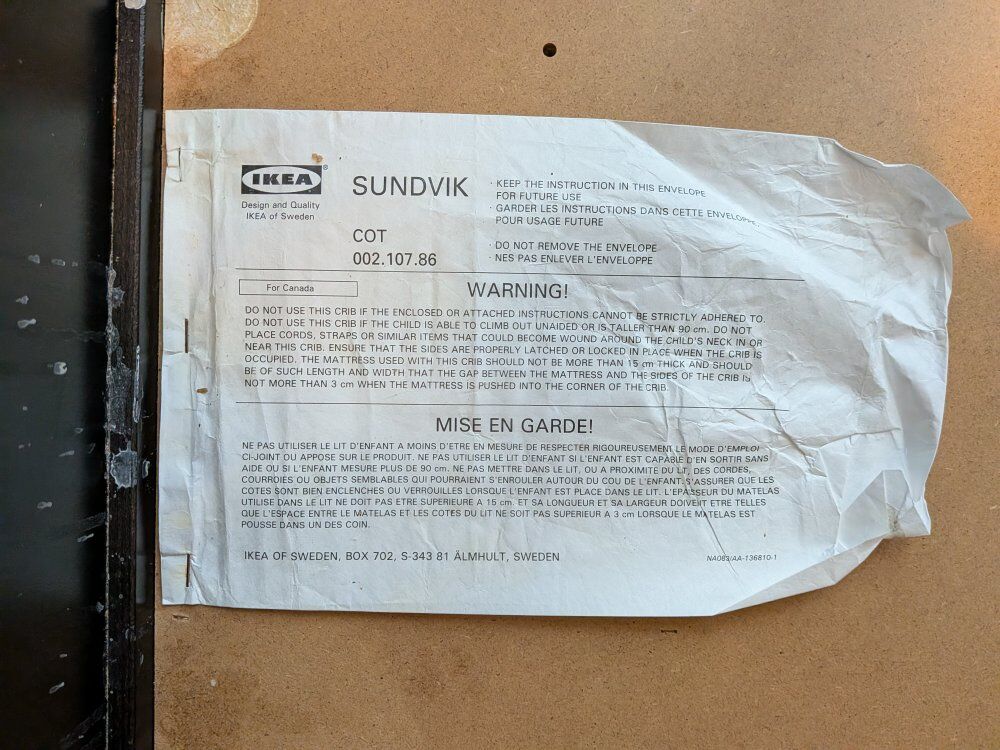 IKEA®
Design and Quality
IKEA of Sweden
SUNDVIK
COT
002.107.86
· KEEP THE INSTRUCTION IN THIS ENVELOPE
FOR FUTURE USE
· GARDER LES INSTRUCTIONS DANS CETTE ENVELOPPE,
POUR USAGE FUTURE
· DO NOT REMOVE THE ENVELOPE
· NES PAS ENLEVER L'ENVELOPPE
For Canada
WARNING!
DO NOT USE THIS CRIB IF THE ENCLOSED OR ATTACHED INSTRUCTIONS CANNOT BE STRICTLY ADHERED TO.
DO NOT USE THIS CRIB IF THE CHILD IS ABLE TO CLIMB OUT UNAIDED OR IS TALLER THAN 90 cm. DO NOT
PLACE CORDS, STRAPS OR SIMILAR ITEMS THAT COULD BECOME WOUND AROUND THE CHILD'S NECK IN OR
NEAR THIS CRIB. ENSURE THAT THE SIDES ARE PROPERLY LATCHED OR LOCKED IN PLACE WHEN THE CRIB IS
OCCUPIED. THE MATTRESS USED WITH THIS CRIB SHOULD NOT BE MORE THAN 15 cm THICK AND SHOULD
BE OF SUCH LENGTH AND WIDTH THAT THE GAP BETWEEN THE MATTRESS AND THE SIDES OF THE CRIB IS
NOT MORE THAN 3 cm WHEN THE MATTRESS IS PUSHED INTO THE CORNER OF THE CRIB.
MISE EN GARDE!
NE PAS UTILISER LE LIT D'ENFANT A MOINS D'ETRE EN MESURE DE RESPECTER RIGOUREUSEMENT LE MODE D'EMPLOI
CI-JOINT OU APPOSE SUR LE PRODUIT. NE PAS UTILISER LE LIT D'ENFANT SI L'ENFANT EST CAPABLE D'EN SORTIR SANS
AIDE OU SI L'ENFANT MESURE PLUS DE 90 cm. NE PAS METTRE DANS LE LIT, OU A PROXIMITE DU LIT, DES CORDES,
COURROIES OU OBJETS SEMBLABLES QUI POURRAIENT S'ENROULER AUTOUR DU COU DE L'ENFANT. S'ASSURER QUE LES
COTES SONT BIEN ENCLENCHES OU VERROUILLES LORSQUE L'ENFANT EST PLACE DANS LE LIT. L'EPASSEUR DU MATELAS
UTILISE DANS LE LIT NE DOIT PAS ETRE SUPERIEURE A 15 cm. ET SA LONGUEUR ET SA LARGEUR DOIVENT ETRE TELLES
QUE L'ESPACE ENTRE LE MATELAS ET LES COTES DU LIT NE SOIT PAS SUPERIEUR A 3 cm LORSQUE LE MATELAS EST
POUSSE DANS UN DES COIN.
IKEA OF SWEDEN, BOX 702, S-343 81 ÄLMHULT, SWEDEN
NA083/AA-136810-1